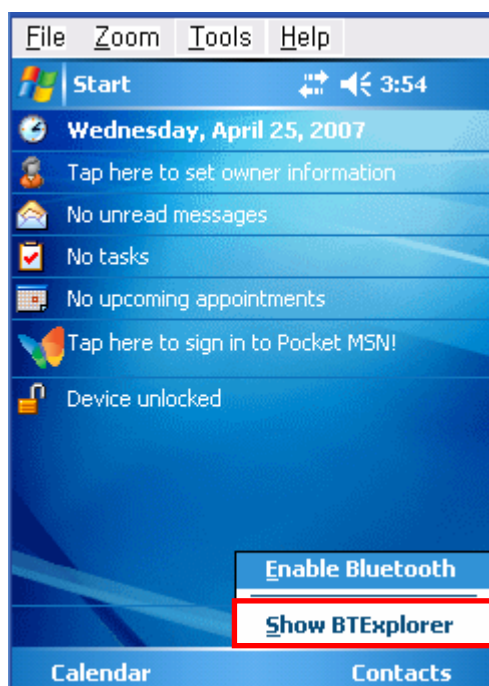 File Zoom Tools Help
Start 3:54
Wednesday, April 25, 2007
Tap here to set owner information
No unread messages
No tasks
No upcoming appointments
Tap here to sign in to Pocket MSN!
Device unlocked
Enable Bluetooth
Show BTExplorer
Calendar Contacts